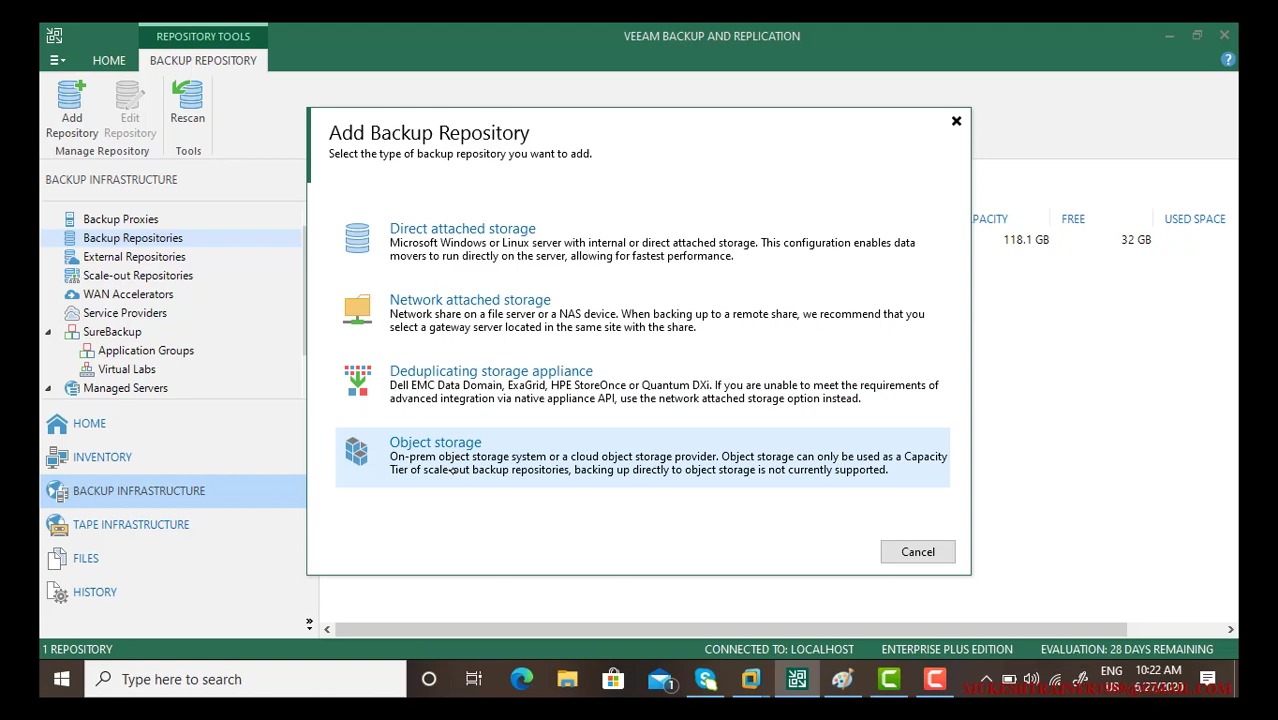 REPOSITORY TOOLS
VEEAM BACKUP AND REPLICATION
HOME
BACKUP REPOSITORY
Add Repository
Edit Repository
Rescan
Manage Repository
Tools
BACKUP INFRASTRUCTURE
Backup Proxies
Backup Repositories
External Repositories
Scale-out Repositories
WAN Accelerators
Service Providers
SureBackup
Application Groups
Virtual Labs
Managed Servers
HOME
INVENTORY
BACKUP INFRASTRUCTURE
TAPE INFRASTRUCTURE
FILES
HISTORY
Add Backup Repository
Select the type of backup repository you want to add.
Direct attached storage
Microsoft Windows or Linux server with internal or direct attached storage. This configuration enables data
movers to run directly on the server, allowing for fastest performance.
Network attached storage
Network share on a file server or a NAS device. When backing up to a remote share, we recommend that you
select a gateway server located in the same site with the share.
Deduplicating storage appliance
Dell EMC Data Domain, ExaGrid, HPE StoreOnce or Quantum DXi. If you are unable to meet the requirements of
advanced integration via native appliance API, use the network attached storage option instead.
Object storage
On-prem object storage system or a cloud object storage provider. Object storage can only be used as a Capacity
Tier of scale-out backup repositories, backing up directly to object storage is not currently supported.
Cancel
FREE
USED SPACE
118.1 GB
32 GB
1 REPOSITORY
CONNECTED TO: LOCALHOST
ENTERPRISE PLUS EDITION
EVALUATION: 28 DAYS REMAINING
Type here to search
1
ENG
US
10:22 AM
6/27/2020